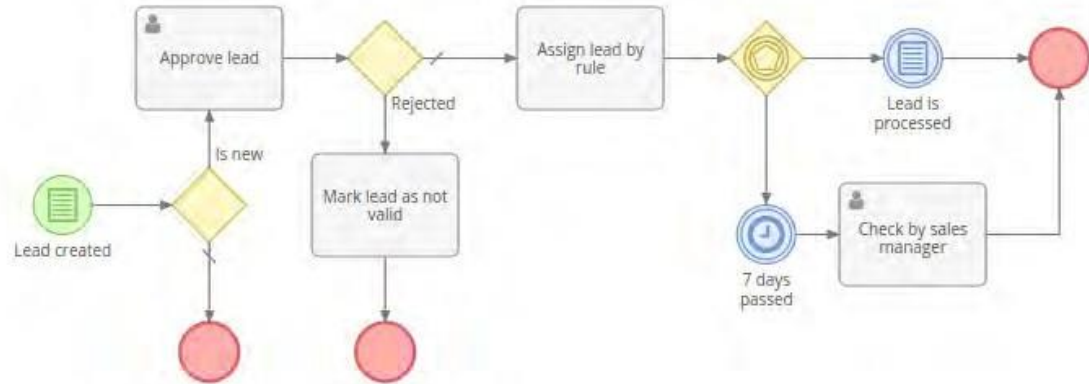 Approve lead
Assign lead by
rule
Rejected
Lead is
processed
Is new
Mark lead as not
valid
Lead created
Check by sales
manager
7 days
passed